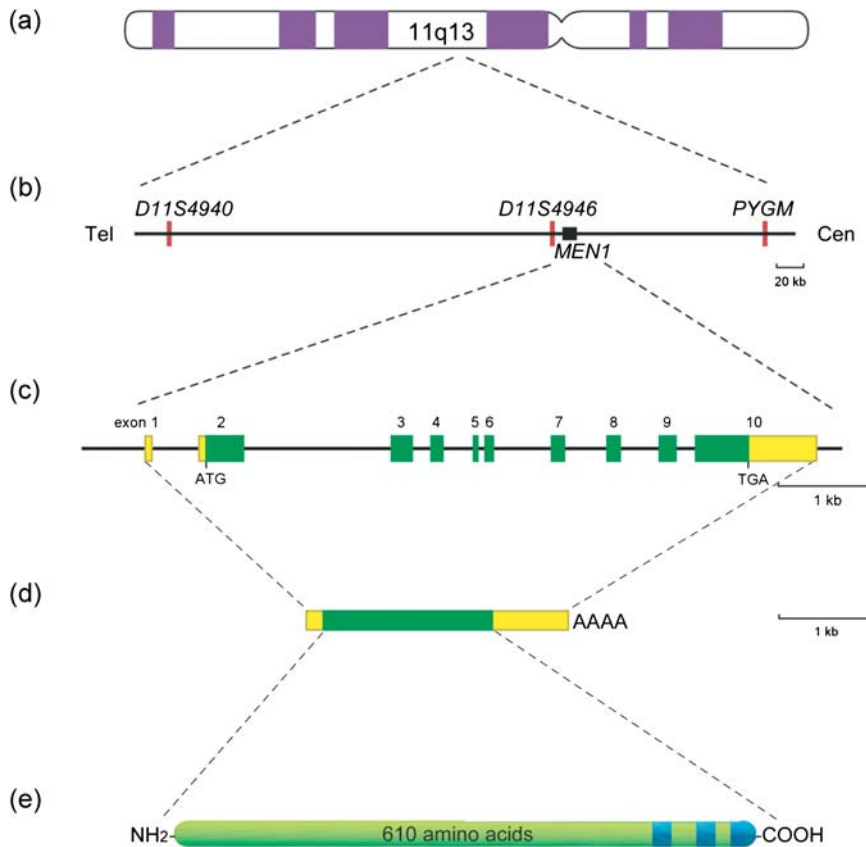 (a)
11q13
(b)
D11S4940 D11S4946 PYGM
Tel Cen
MEN1
20 kb
(c)
exon 1 2 3 4 5 6 7 8 9 10
ATG TGA
1 kb
(d)
AAAA
1 kb
(e)
NH2 610 amino acids COOH